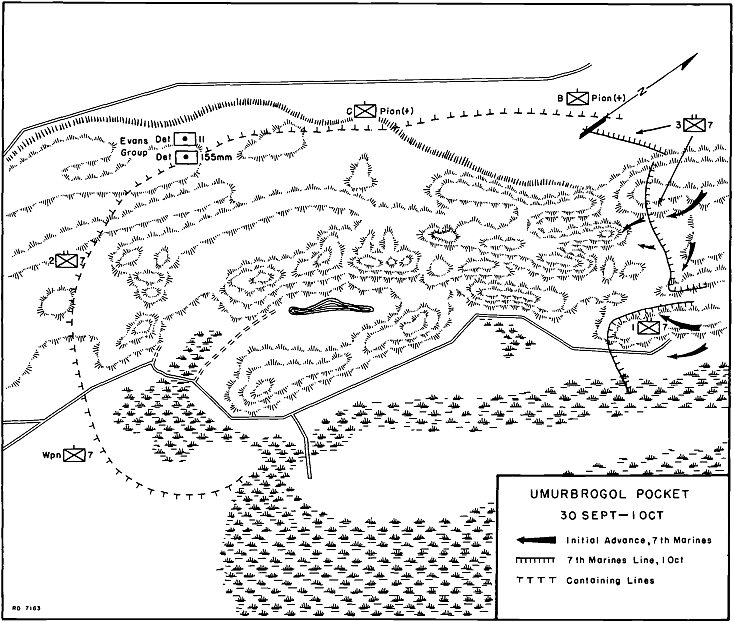 B Pion(+)
N
C Pion(+)
3 7
Evans Group
Det 11
Det 155mm
2 7
1 7
Wpn 7
UMURBROGOL POCKET
30 SEPT—1 OCT
Initial Advance, 7th Marines
7th Marines Line, 1 Oct
Containing Lines
RD 7163